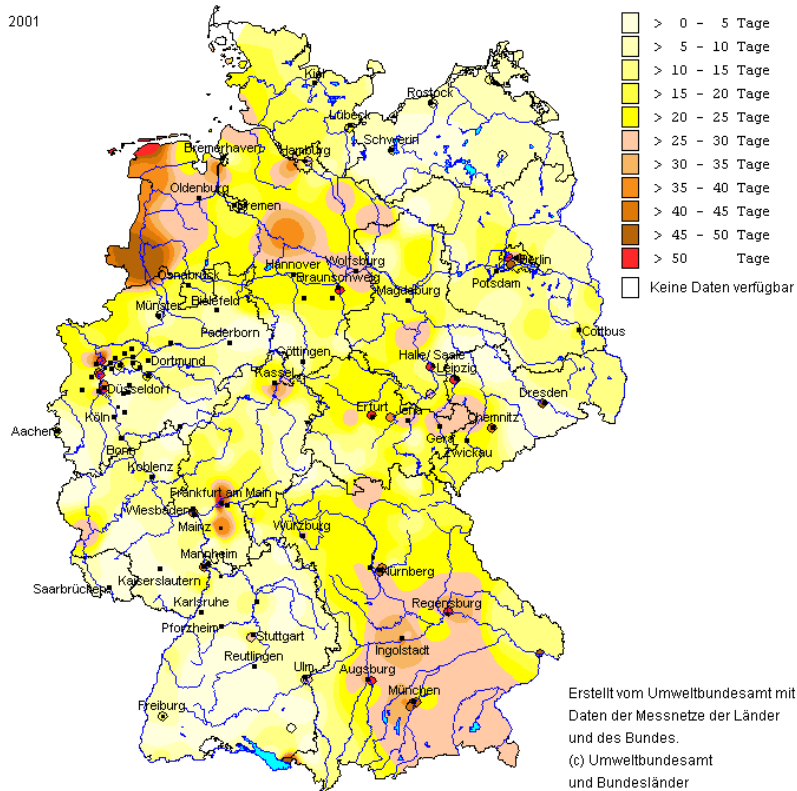 2001
> 0 - 5 Tage
> 5 - 10 Tage
> 10 - 15 Tage
> 15 - 20 Tage
> 20 - 25 Tage
> 25 - 30 Tage
> 30 - 35 Tage
> 35 - 40 Tage
> 40 - 45 Tage
> 45 - 50 Tage
> 50 Tage
Keine Daten verfügbar
Kiel
Rostock
Lübeck
Schwerin
Bremerhaven
Hamburg
Oldenburg
Bremen
Hannover
Wolfsburg
Berlin
Osnabrück
Braunschweig
Potsdam
Magdeburg
Münster
Bielefeld
Paderborn
Cottbus
Dortmund
Göttingen
Halle/ Saale
Leipzig
Düsseldorf
Kassel
Dresden
Köln
Erfurt
Jena
Chemnitz
Aachen
Gera
Bonn
Zwickau
Koblenz
Frankfurt am Main
Wiesbaden
Mainz
Würzburg
Mannheim
Nürnberg
Kaiserslautern
Saarbrücken
Karlsruhe
Regensburg
Pforzheim
Stuttgart
Ingolstadt
Reutlingen
Ulm
Augsburg
München
Freiburg
Erstellt vom Umweltbundesamt mit
Daten der Messnetze der Länder
und des Bundes.
(c) Umweltbundesamt
und Bundesländer